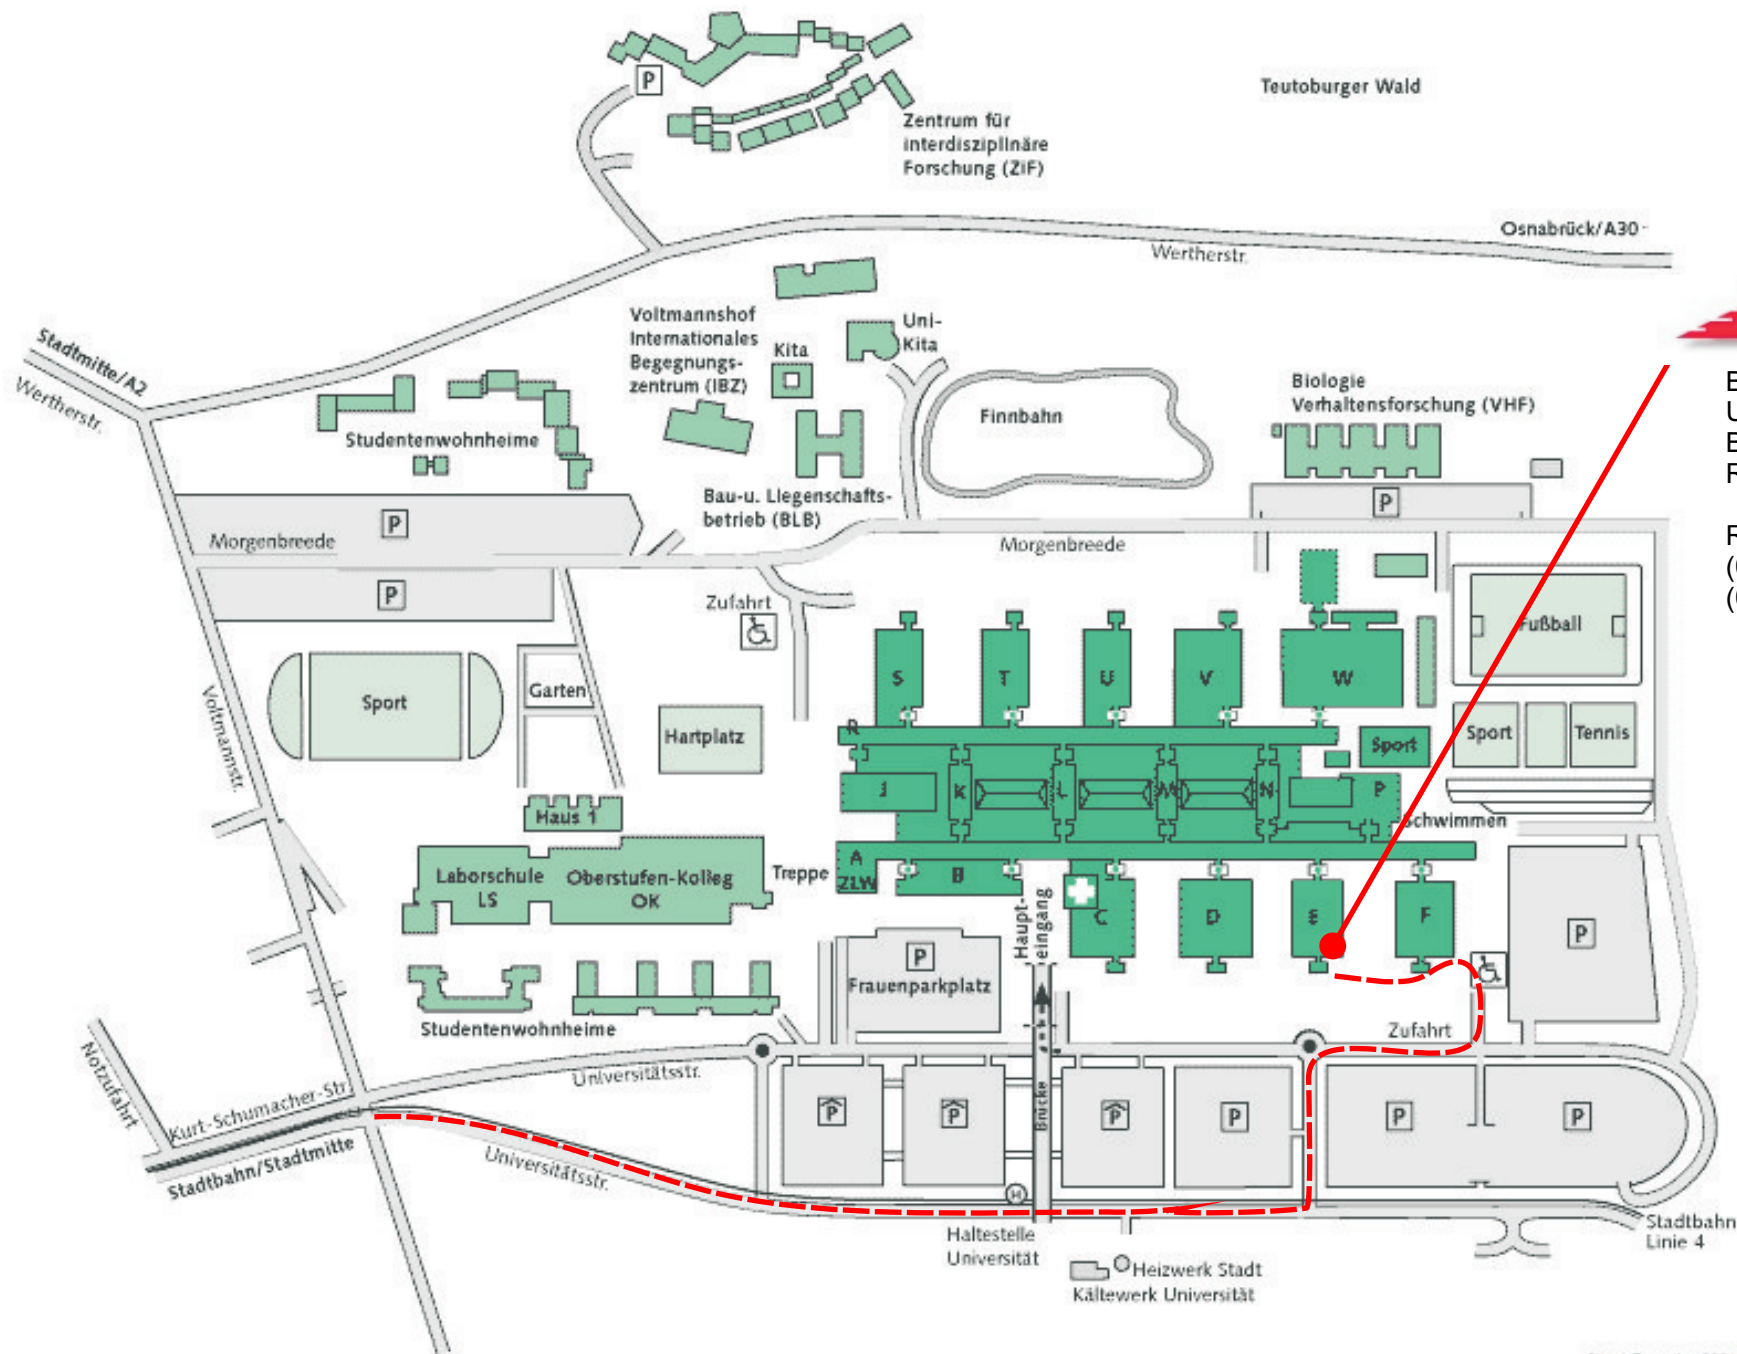 P
Teutoburger Wald
Zentrum für
interdisziplinäre
Forschung (ZiF)
Osnabrück/A30
Wertherstr.
Stadtmitte/A2
Wertherstr.
Voltmannshof
Internationales
Begegnungs-
zentrum (IBZ)
Kita
Uni-
Kita
Finnbahn
Biologie
Verhaltensforschung (VHF)
Studentenwohnheime
Bau-u. Liegenschafts-
betrieb (BLB)
P
P
Morgenbreede
Morgenbreede
P
Zufahrt
Fußball
S
T
U
V
W
Voltmannstr.
Sport
Garten
Hartplatz
R
Sport
Sport
Tennis
J
K
L
M
N
P
Haus 1
Schwimmen
Laborschule
LS
Oberstufen-Kolleg
OK
Treppe
A
ZLW
B
C
D
E
F
Haupt-
eingang
P
P
Frauenparkplatz
Studentenwohnheime
Zufahrt
Notzufahrt
Kurt-Schumacher-Str.
Universitätsstr.
Stadtbahn/Stadtmitte
Universitätsstr.
P
P
Brücke
P
P
P
P
H
Haltestelle
Universität
Stadtbahn
Linie 4
Heizwerk Stadt
Kältewerk Universität